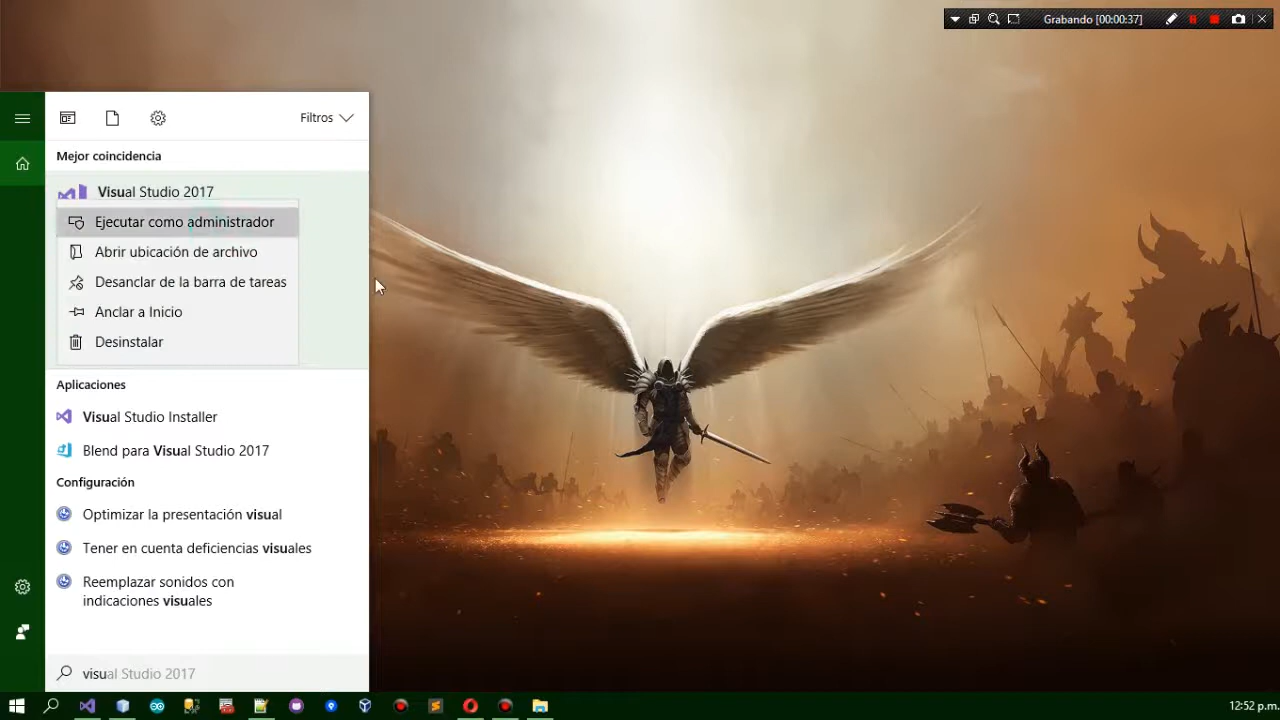 Grabando [00:00:37]
Filtros
Mejor coincidencia
Visual Studio 2017
Ejecutar como administrador
Abrir ubicación de archivo
Desanclar de la barra de tareas
Anclar a Inicio
Desinstalar
Aplicaciones
Visual Studio Installer
Blend para Visual Studio 2017
Configuración
Optimizar la presentación visual
Tener en cuenta deficiencias visuales
Reemplazar sonidos con
indicaciones visuales
visual Studio 2017
12:52 p.m.